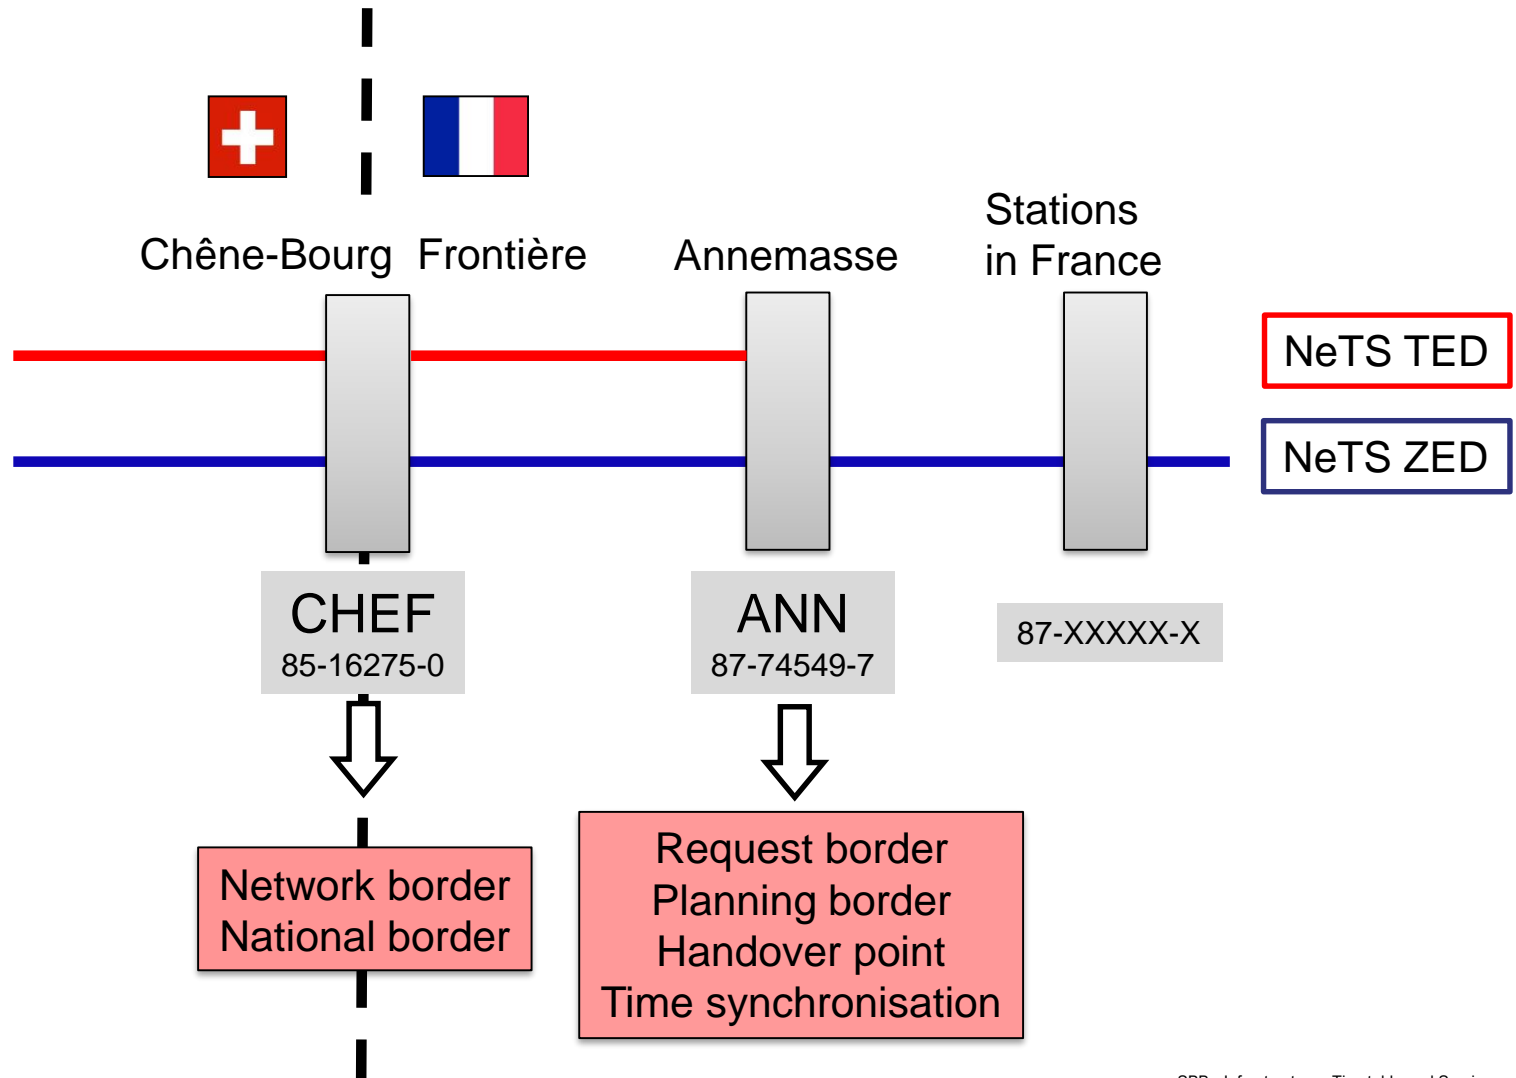 Chêne-Bourg Frontière
Annemasse
Stations
in France
NeTS TED
NeTS ZED
CHEF
85-16275-0
ANN
87-74549-7
87-XXXXX-X
Network border
National border
Request border
Planning border
Handover point
Time synchronisation